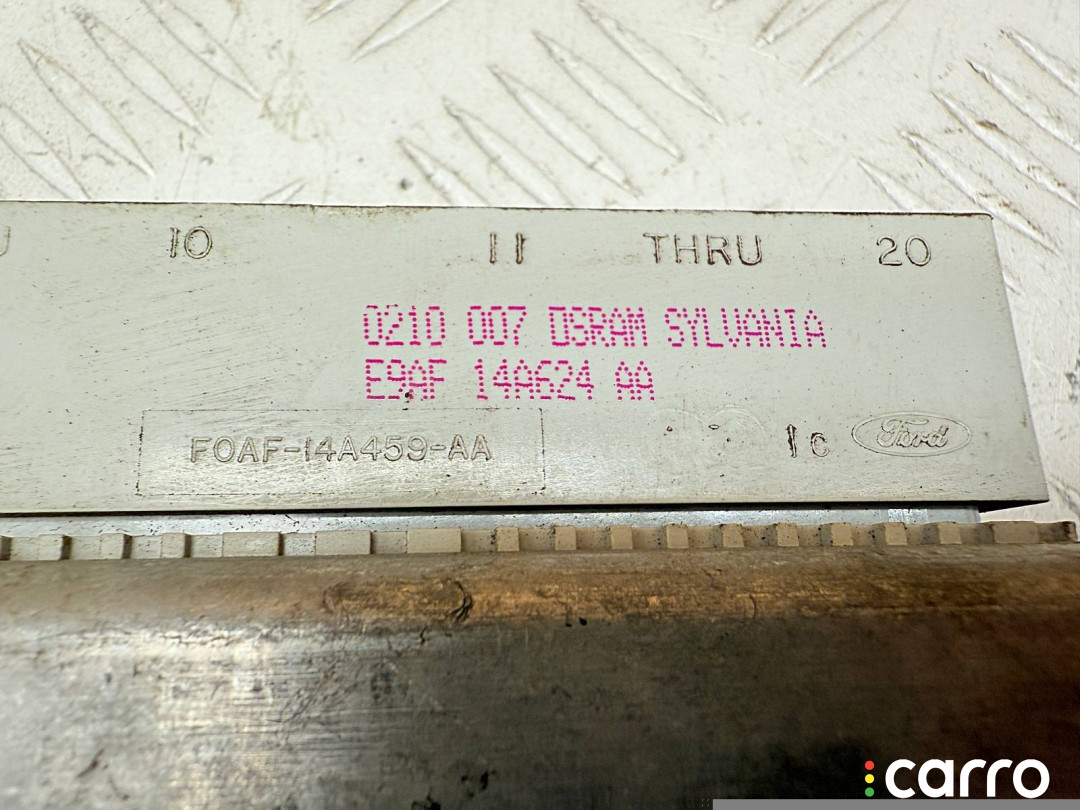 10 11 THRU 20
0210 007 OSRAM SYLVANIA
E9AF 14A624 AA
F0AF-14A459-AA
1C Ford
carro